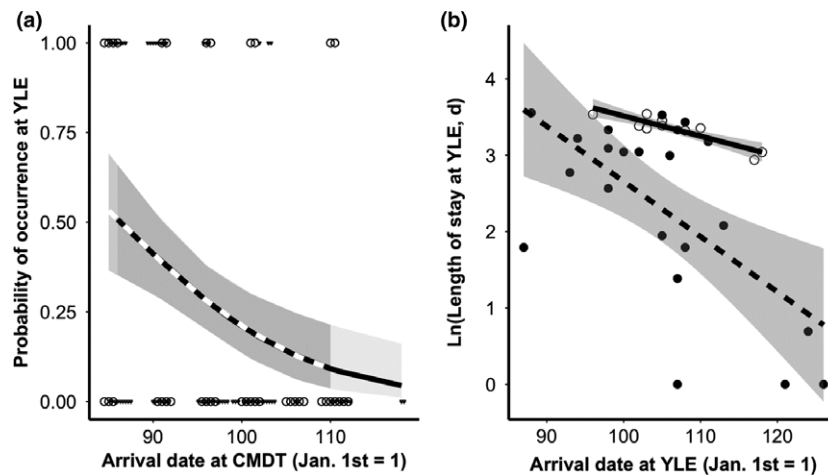 (a)
Probability of occurrence at YLE
1.00
0.75
0.50
0.25
0.00
90
100
110
Arrival date at CMDT (Jan. 1st = 1)
(b)
Ln(Length of stay at YLE, d)
4
3
2
1
0
90
100
110
120
Arrival date at YLE (Jan. 1st = 1)